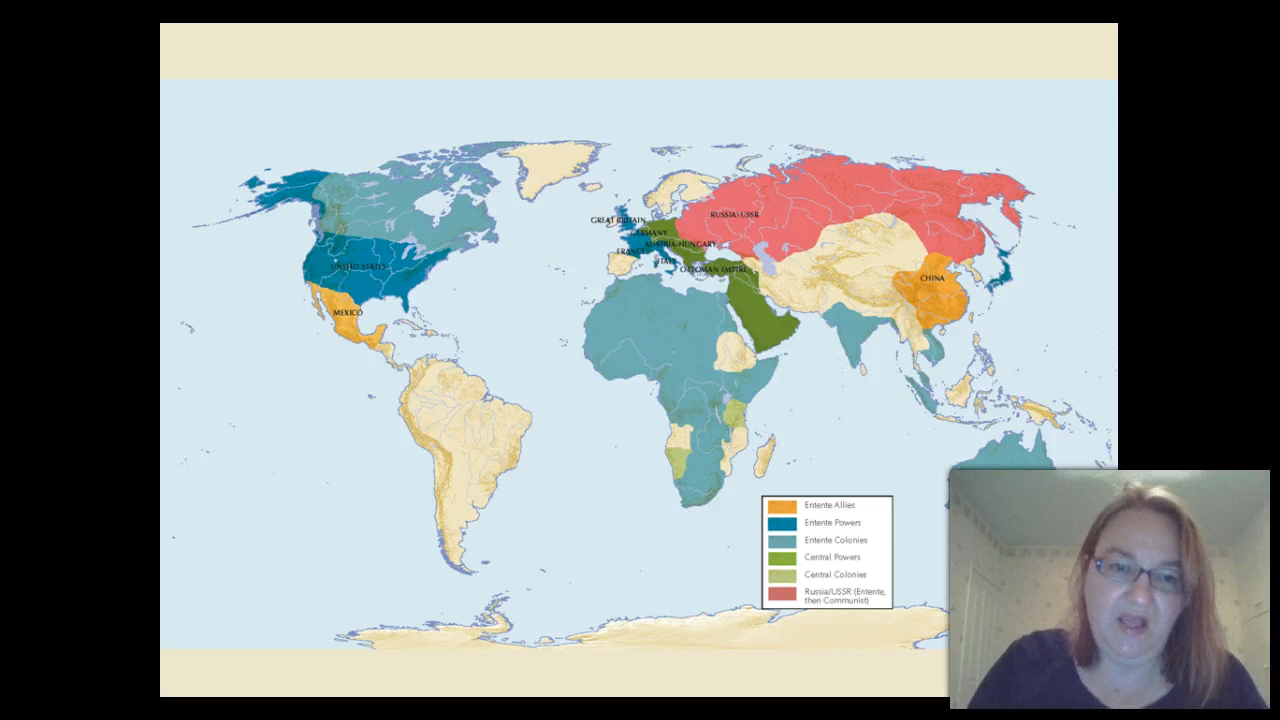 GREAT BRITAIN
RUSSIA\USSR
GERMANY
AUSTRIA-HUNGARY
FRANCE
ITALY
UNITED STATES
OTTOMAN EMPIRE
CHINA
MEXICO
Entente Allies
Entente Powers
Entente Colonies
Central Powers
Central Colonies
Russia/USSR (Entente,
then Communist)